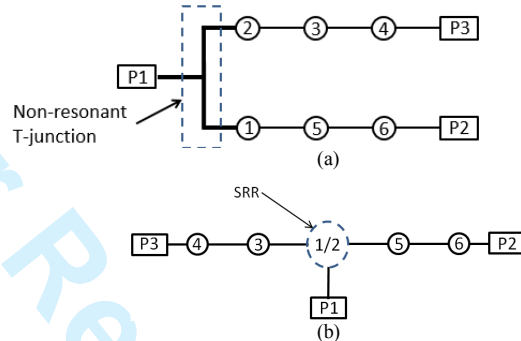 2 3 4 P3
P1
Non-resonant
T-junction
1 5 6 P2
(a)
SRR
P3 4 3 1/2 5 6 P2
P1
(b)
r Re